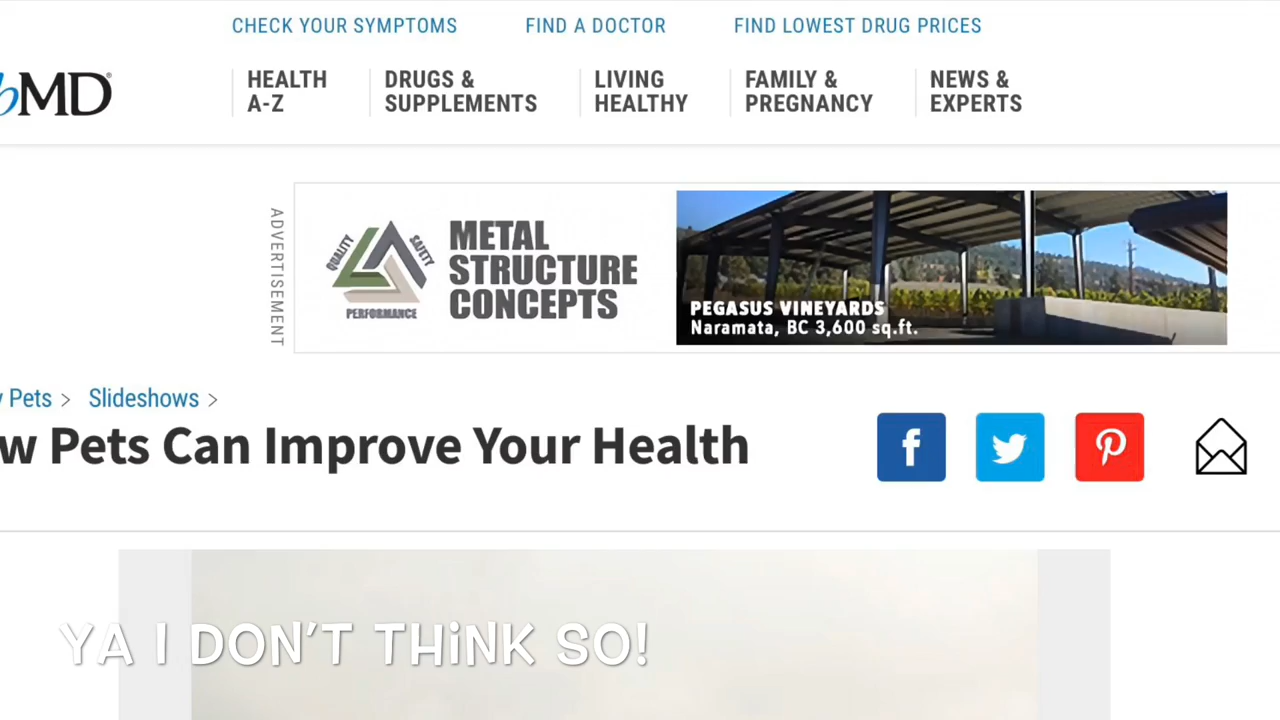 CHECK YOUR SYMPTOMS FIND A DOCTOR FIND LOWEST DRUG PRICES
bMD®
HEALTH
A-Z
DRUGS &
SUPPLEMENTS
LIVING
HEALTHY
FAMILY &
PREGNANCY
NEWS &
EXPERTS
ADVERTISEMENT
QUALITY
SAFETY
PERFORMANCE
METAL
STRUCTURE
CONCEPTS
PEGASUS VINEYARDS
Naramata, BC 3,600 sq.ft.
Pets > Slideshows >
w Pets Can Improve Your Health
YA I DON'T THiNK SO!